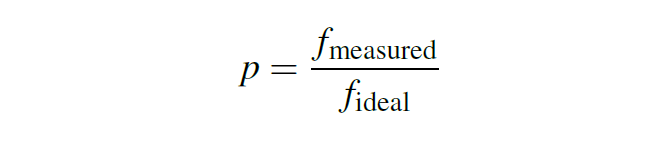 p = f_measured / f_ideal